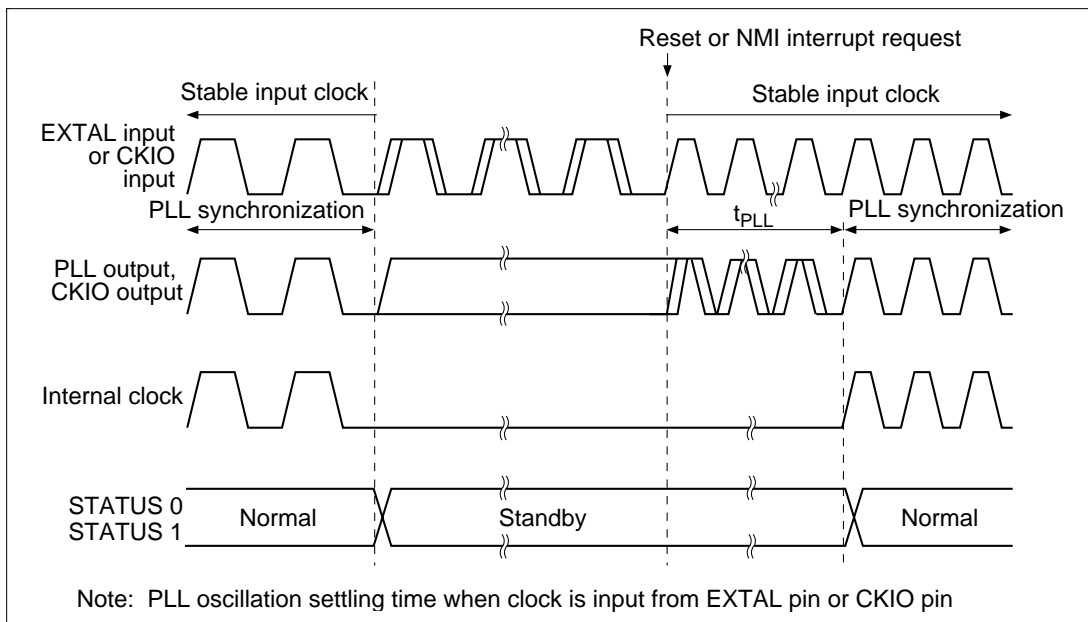 Reset or NMI interrupt request
Stable input clock
Stable input clock
EXTAL input
or CKIO
input
PLL synchronization
tPLL
PLL synchronization
PLL output,
CKIO output
Internal clock
STATUS 0
STATUS 1
Normal
Standby
Normal
Note: PLL oscillation settling time when clock is input from EXTAL pin or CKIO pin